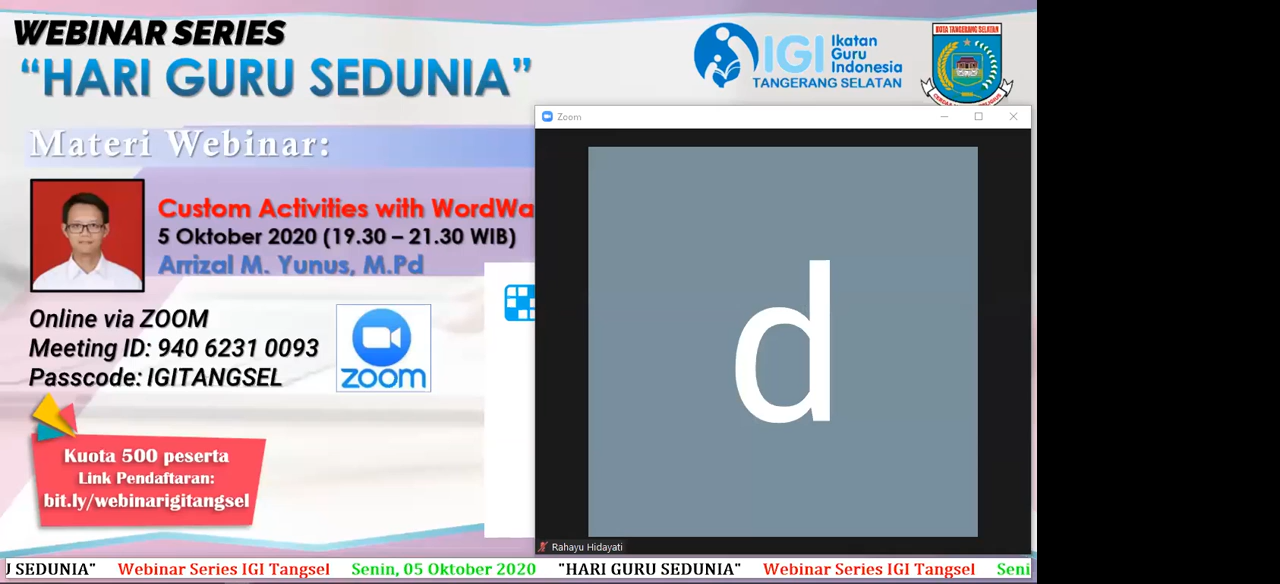 WEBINAR SERIES
“HARI GURU SEDUNIA”
IGI Ikatan
Guru
Indonesia
TANGERANG SELATAN
KOTA TANGERANG SELATAN
Materi Webinar:
Zoom
Custom Activities with WordWa
5 Oktober 2020 (19.30 – 21.30 WIB)
Arrizal M. Yunus, M.Pd
Online via ZOOM
Meeting ID: 940 6231 0093
Passcode: IGITANGSEL
zoom
d
Kuota 500 peserta
Link Pendaftaran:
bit.ly/webinarigitangsel
Rahayu Hidayati
J SEDUNIA" Webinar Series IGI Tangsel Senin, 05 Oktober 2020 "HARI GURU SEDUNIA" Webinar Series IGI Tangsel Seni